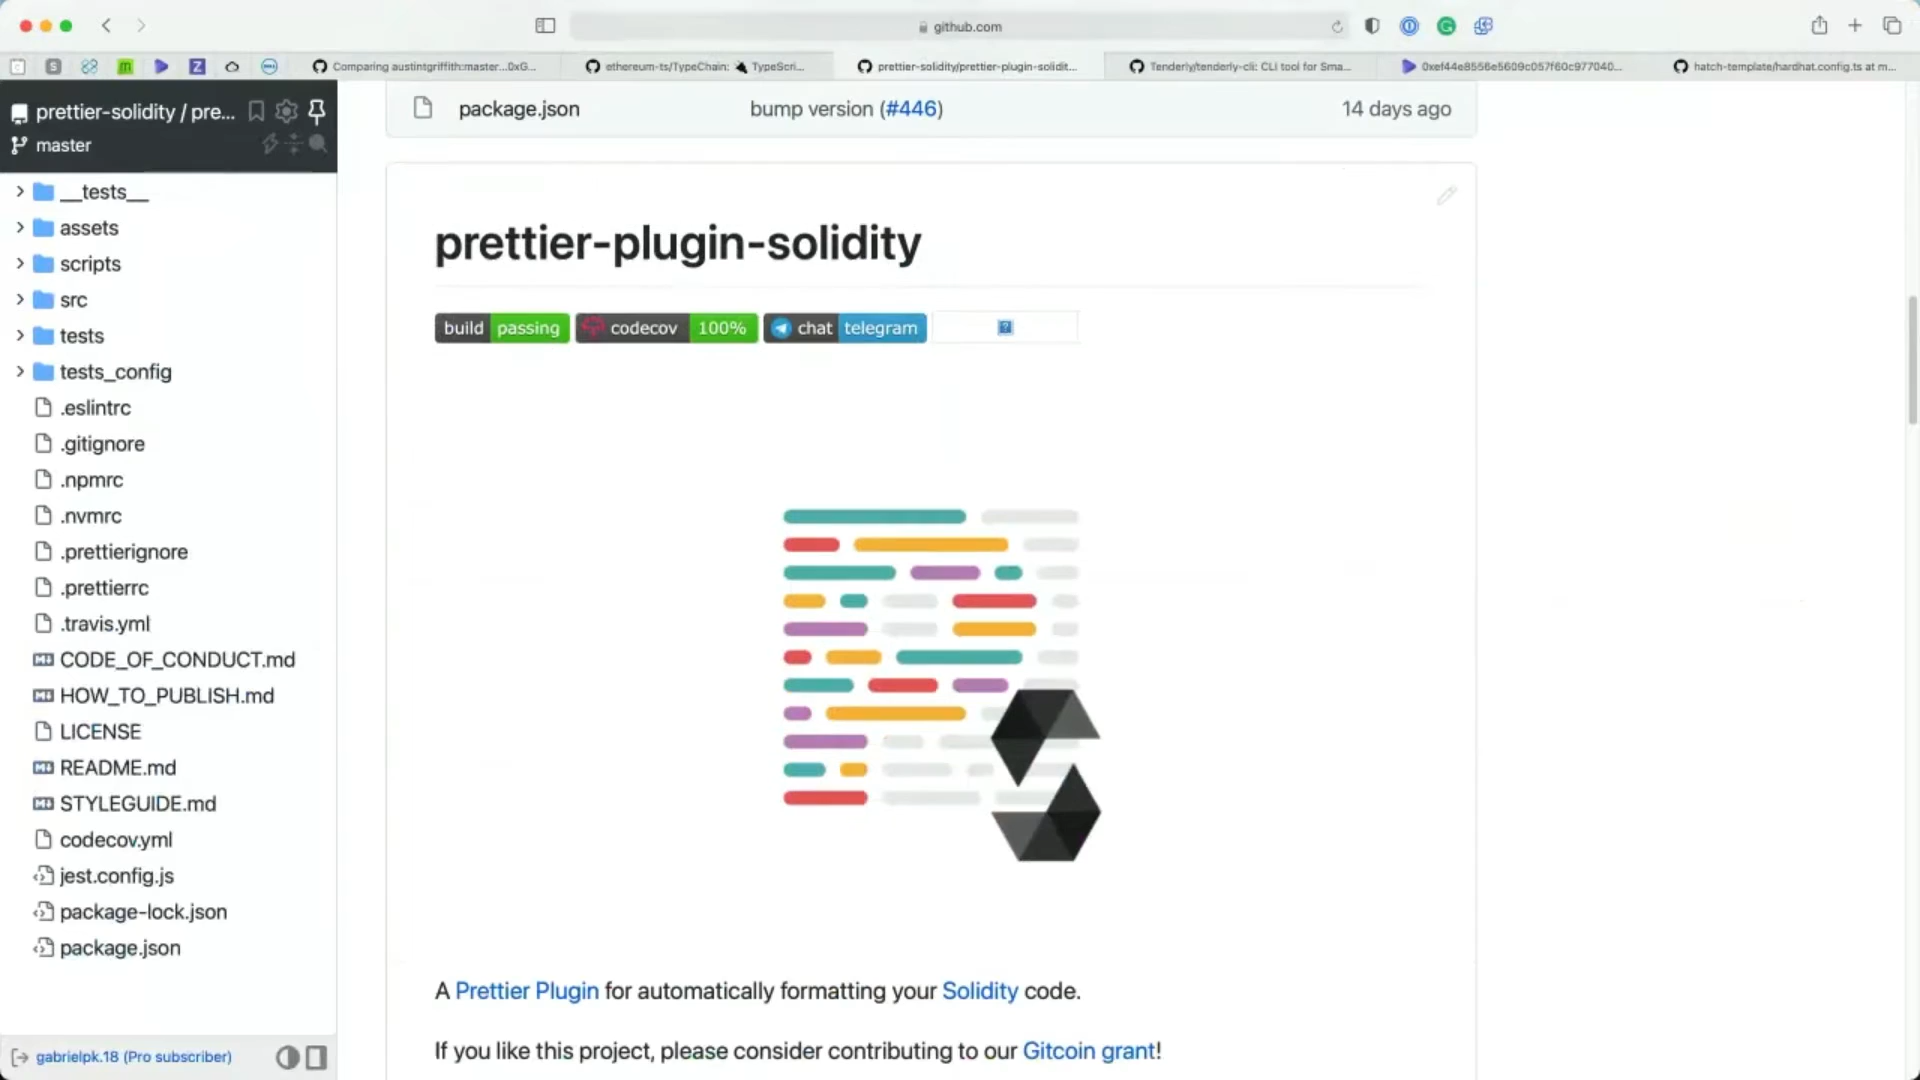 github.com
Comparing austintgriffith:master...0xG...
ethereum-ts/TypeChain: 🔌 TypeScri...
prettier-solidity/prettier-plugin-solidit...
Tenderly/tenderly-cli: CLI tool for Sma...
0xef44e8556e5609c057f60c977040...
hatch-template/hardhat.config.ts at m...
prettier-solidity / pre...
master
__tests__
assets
scripts
src
tests
tests_config
.eslintrc
.gitignore
.npmrc
.nvmrc
.prettierignore
.prettierrc
.travis.yml
CODE_OF_CONDUCT.md
HOW_TO_PUBLISH.md
LICENSE
README.md
STYLEGUIDE.md
codecov.yml
jest.config.js
package-lock.json
package.json
gabrielpk.18 (Pro subscriber)
package.json bump version (#446) 14 days ago
prettier-plugin-solidity
build passing codecov 100% chat telegram
A Prettier Plugin for automatically formatting your Solidity code.
If you like this project, please consider contributing to our Gitcoin grant!